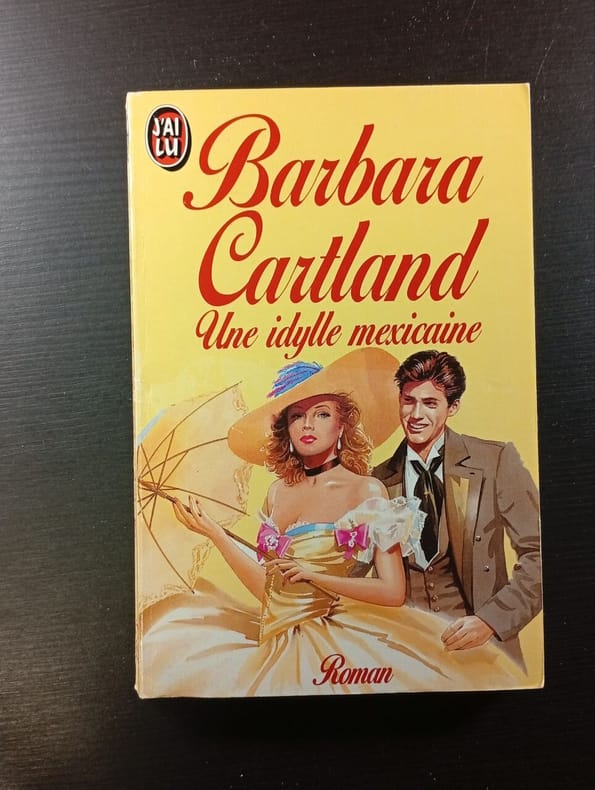 J'AI
LU
Barbara
Cartland
Une idylle mexicaine
Roman